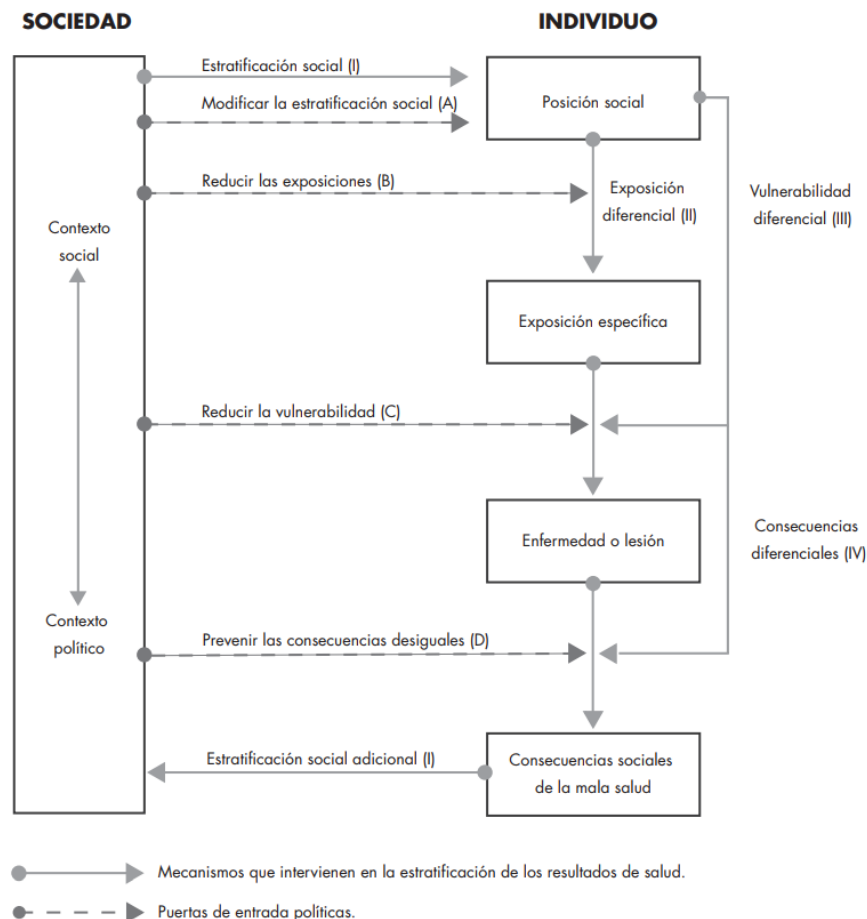 SOCIEDAD
INDIVIDUO
Estratificación social (I)
Modificar la estratificación social (A)
Posición social
Reducir las exposiciones (B)
Exposición
diferencial (II)
Vulnerabilidad
diferencial (III)
Contexto
social
Exposición específica
Reducir la vulnerabilidad (C)
Enfermedad o lesión
Consecuencias
diferenciales (IV)
Contexto
político
Prevenir las consecuencias desiguales (D)
Estratificación social adicional (I)
Consecuencias sociales
de la mala salud
Mecanismos que intervienen en la estratificación de los resultados de salud.
Puertas de entrada políticas.